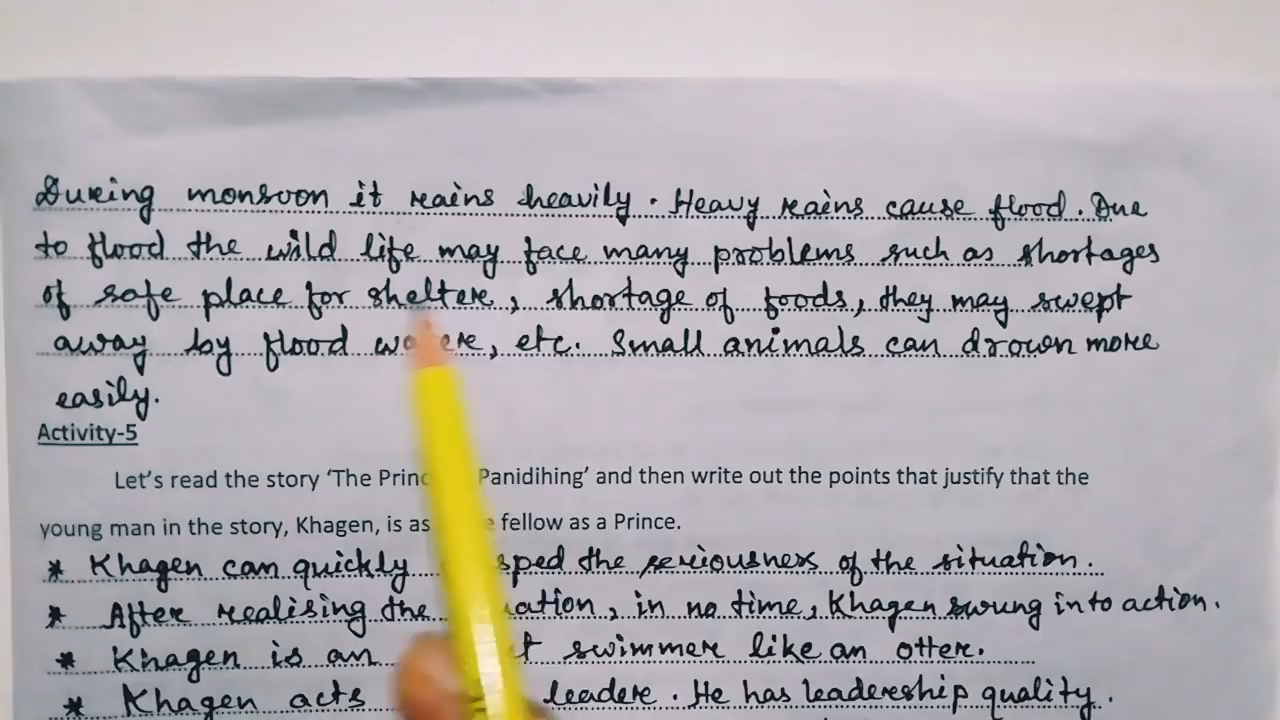 During monsoon it rains heavily. Heavy rains cause flood. Due
to flood the wild life may face many problems such as shortages
of safe place for shelter, shortage of foods, they may swept
away by flood water, etc. Small animals can drown more
easily.
Activity-5
Let's read the story 'The Panidihing' and then write out the points that justify that the
young man in the story, Khagen, is as fellow as a Prince.
* Khagen can quickly the seriousness of the situation.
* After realising the , in no time, Khagen swung into action.
* Khagen is an swimmer like an otter.
* Khagen acts leader. He has leadership quality.